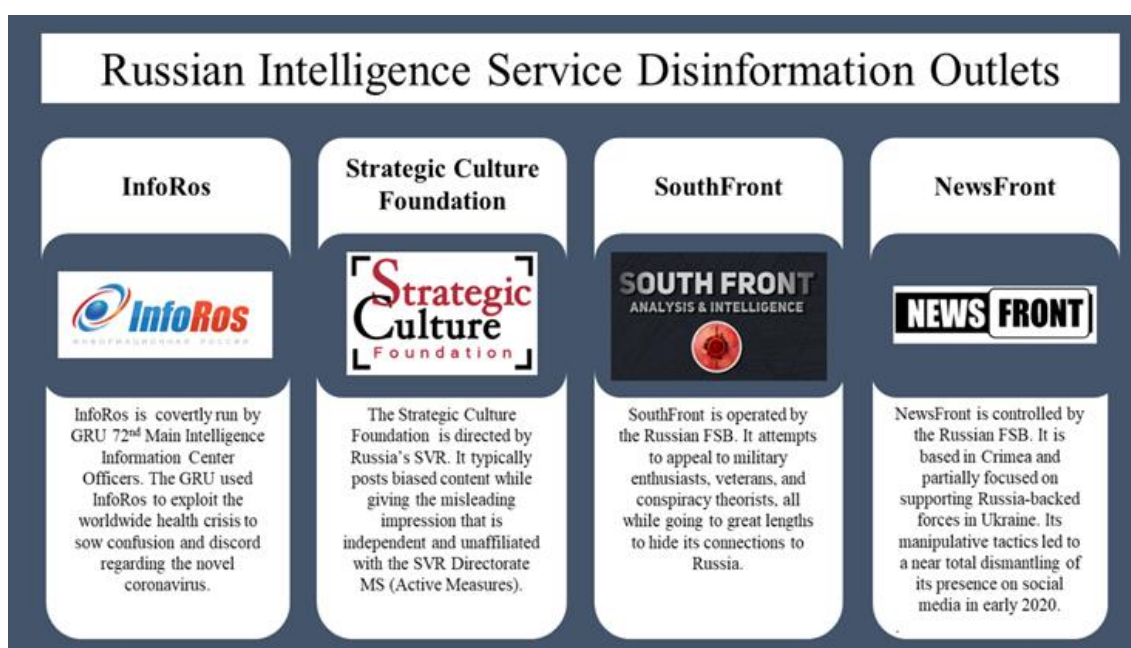 Russian Intelligence Service Disinformation Outlets
InfoRos
InfoRos
ИНФОРМАЦИОННАЯ РОССИЯ
InfoRos is covertly run by
GRU 72nd Main Intelligence
Information Center
Officers. The GRU used
InfoRos to exploit the
worldwide health crisis to
sow confusion and discord
regarding the novel
coronavirus.
Strategic Culture
Foundation
Strategic
Culture
Foundation
The Strategic Culture
Foundation is directed by
Russia's SVR. It typically
posts biased content while
giving the misleading
impression that is
independent and unaffiliated
with the SVR Directorate
MS (Active Measures).
SouthFront
SOUTH FRONT
ANALYSIS & INTELLIGENCE
SouthFront is operated by
the Russian FSB. It attempts
to appeal to military
enthusiasts, veterans, and
conspiracy theorists, all
while going to great lengths
to hide its connections to
Russia.
NewsFront
NEWS FRONT
NewsFront is controlled by
the Russian FSB. It is
based in Crimea and
partially focused on
supporting Russia-backed
forces in Ukraine. Its
manipulative tactics led to
a near total dismantling of
its presence on social
media in early 2020.
.